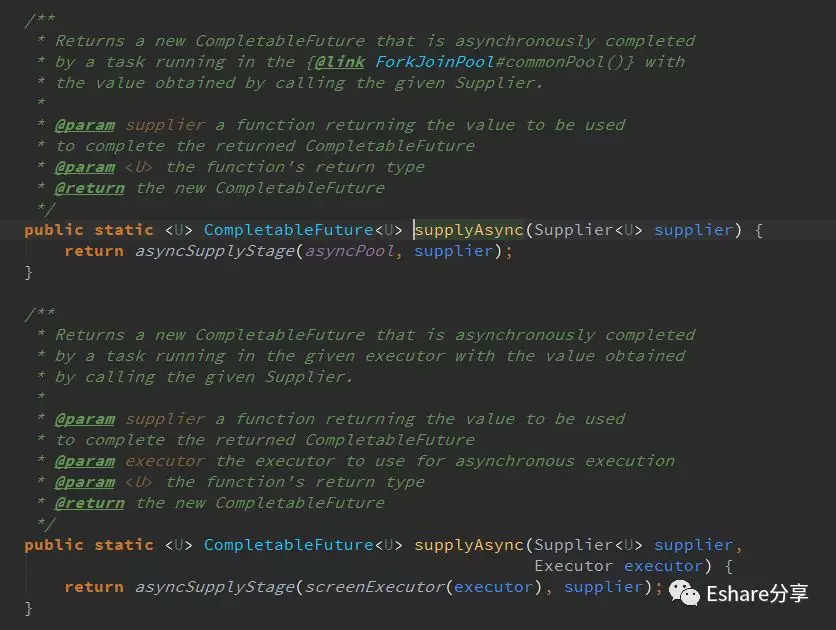 /**
 * Returns a new CompletableFuture that is asynchronously completed
 * by a task running in the {@link ForkJoinPool#commonPool()} with
 * the value obtained by calling the given Supplier.
 *
 * @param supplier a function returning the value to be used
 * to complete the returned CompletableFuture
 * @param <U> the function's return type
 * @return the new CompletableFuture
 */
public static <U> CompletableFuture<U> supplyAsync(Supplier<U> supplier) {
    return asyncSupplyStage(asyncPool, supplier);
}

/**
 * Returns a new CompletableFuture that is asynchronously completed
 * by a task running in the given executor with the value obtained
 * by calling the given Supplier.
 *
 * @param supplier a function returning the value to be used
 * to complete the returned CompletableFuture
 * @param executor the executor to use for asynchronous execution
 * @param <U> the function's return type
 * @return the new CompletableFuture
 */
public static <U> CompletableFuture<U> supplyAsync(Supplier<U> supplier,
                                                   Executor executor) {
    return asyncSupplyStage(screenExecutor(executor), supplier);
}
Eshare分享